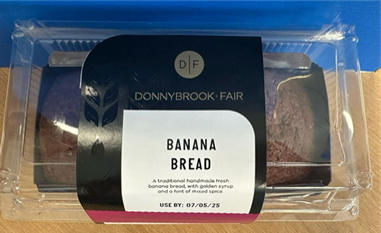 D|F
DONNYBROOK·FAIR
BANANA
BREAD
A traditional handmade fresh
banana bread, with golden syrup
and a hint of mixed spice
USE BY: 07/05/25